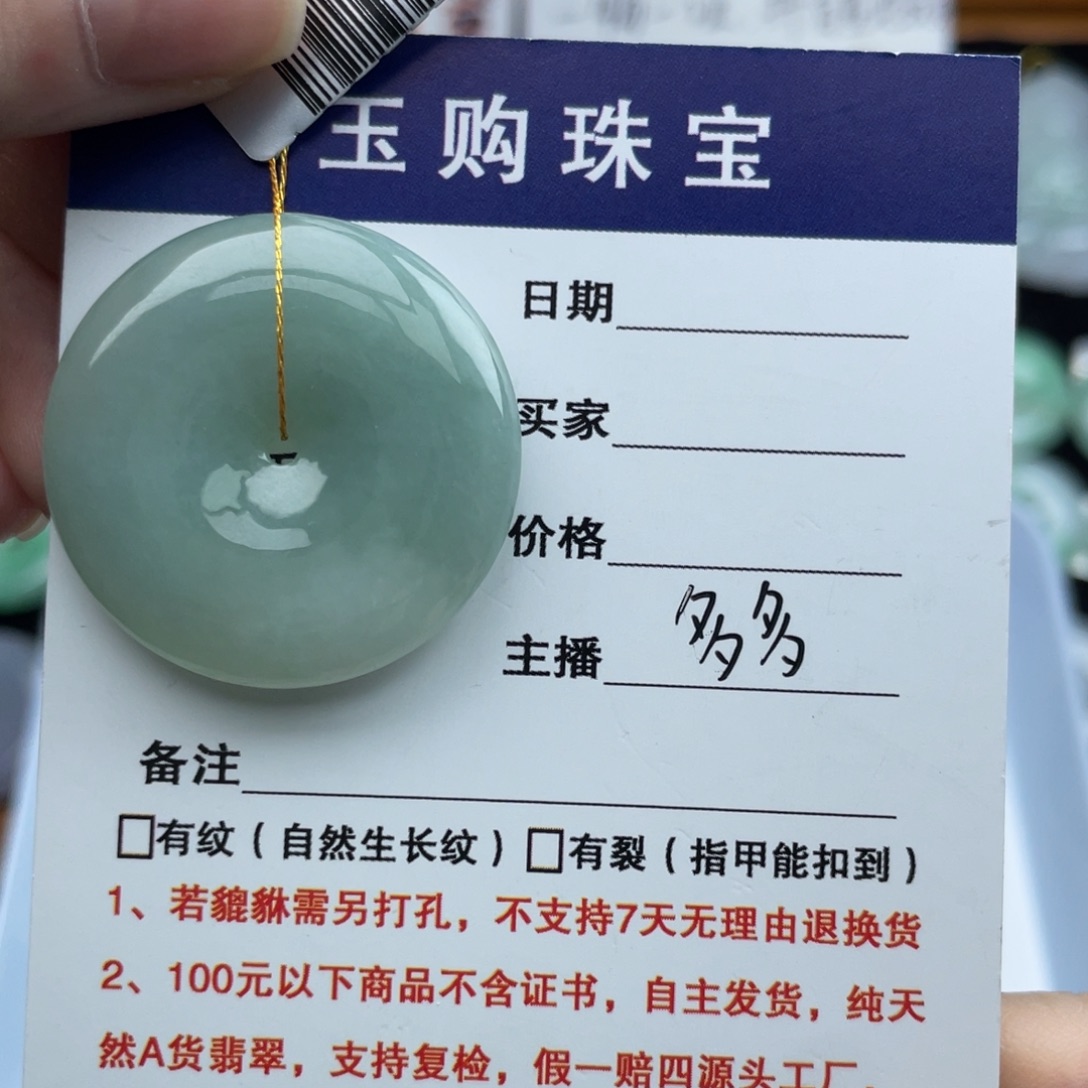 玉购珠宝
日期
买家
价格
主播 多多
备注
□有纹（自然生长纹）□有裂（指甲能扣到）
1、若貔貅需另打孔，不支持7天无理由退换货
2、100元以下商品不含证书，自主发货，纯天
然A货翡翠，支持复检，假一赔四源头工厂，